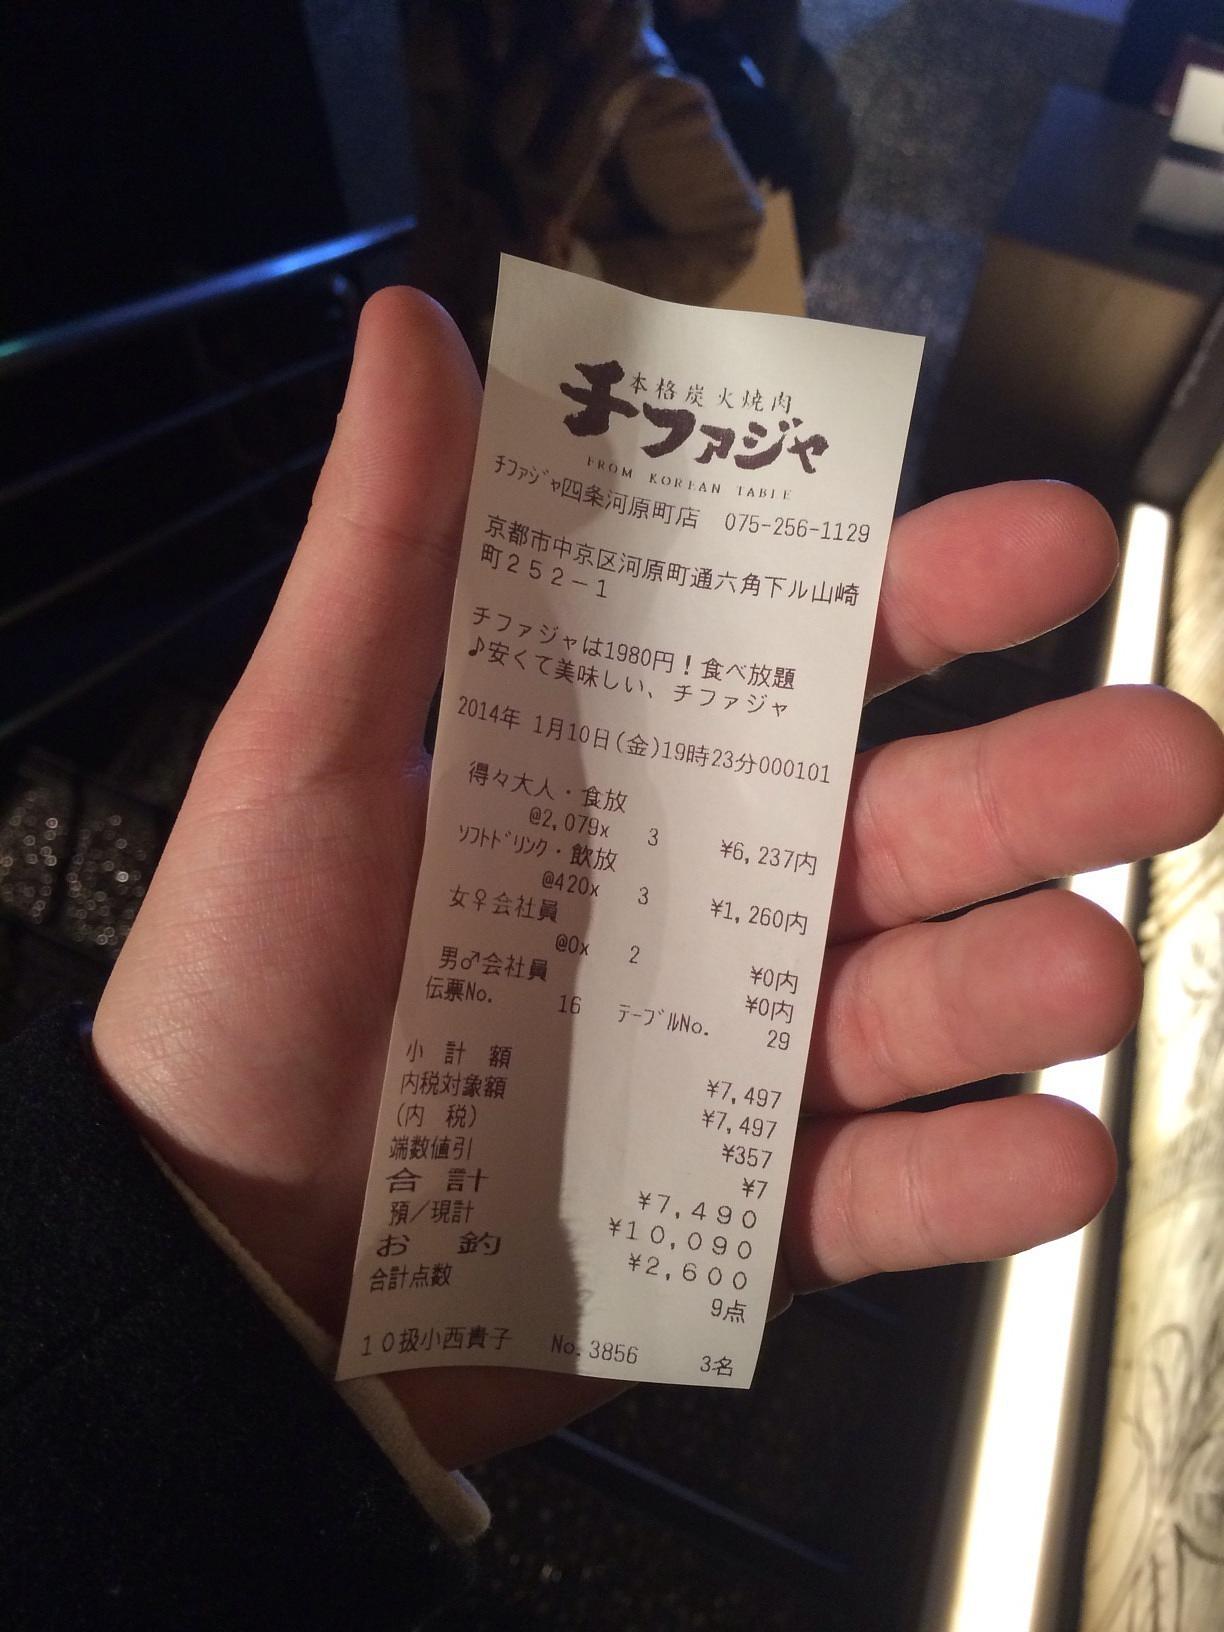 本格炭火焼肉
チファジャ
FROM KOREAN TABLE
ﾁﾌｧｼﾞｬ四条河原町店 075-256-1129
京都市中京区河原町通六角下ル山崎
町２５２－１
チファジャは1980円！食べ放題
♪安くて美味しい、チファジャ
2014年 1月10日(金)19時23分000101
得々大人・食放
@2,079x 3 ¥6,237内
ｿﾌﾄﾄﾞﾘﾝｸ・飲放
@420x 3 ¥1,260内
女♀会社員
@0x 2 ¥0内
男♂会社員 ¥0内
伝票No. 16 ﾃｰﾌﾞﾙNo. 29
小計額 ¥7,497
内税対象額 ¥7,497
(内 税) ¥357
端数値引 ¥7
合計 ¥7,490
預／現計 ¥10,090
お釣 ¥2,600
合計点数 9点
１０扱小西貴子 No.3856 3名